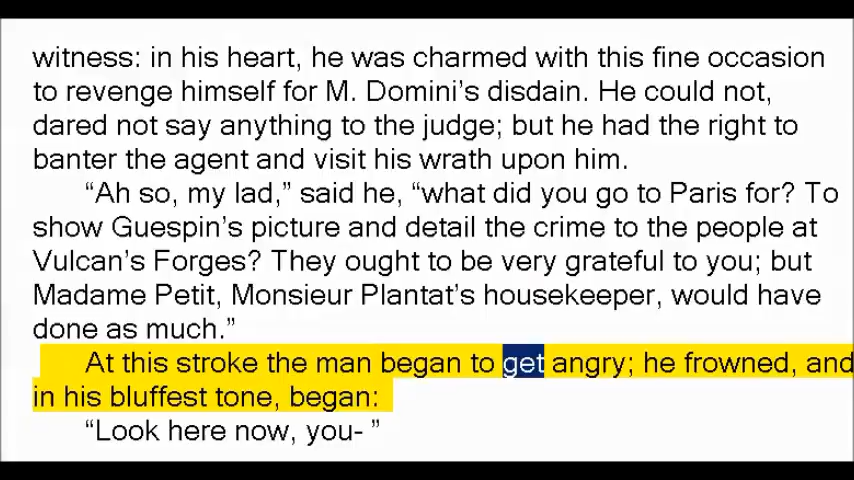 witness: in his heart, he was charmed with this fine occasion
to revenge himself for M. Domini’s disdain. He could not,
dared not say anything to the judge; but he had the right to
banter the agent and visit his wrath upon him.
“Ah so, my lad,” said he, “what did you go to Paris for? To
show Guespin’s picture and detail the crime to the people at
Vulcan’s Forges? They ought to be very grateful to you; but
Madame Petit, Monsieur Plantat’s housekeeper, would have
done as much.”
At this stroke the man began to get angry; he frowned, and
in his bluffest tone, began:
“Look here now, you- ”